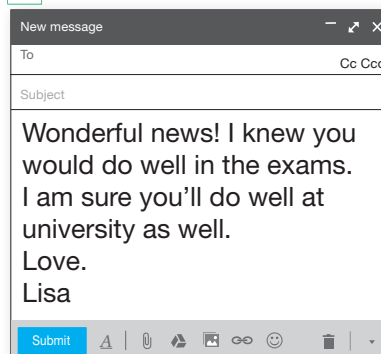 New message
To
Cc Ccc
Subject
Wonderful news! I knew you
would do well in the exams.
I am sure you’ll do well at
university as well.
Love.
Lisa
Submit A